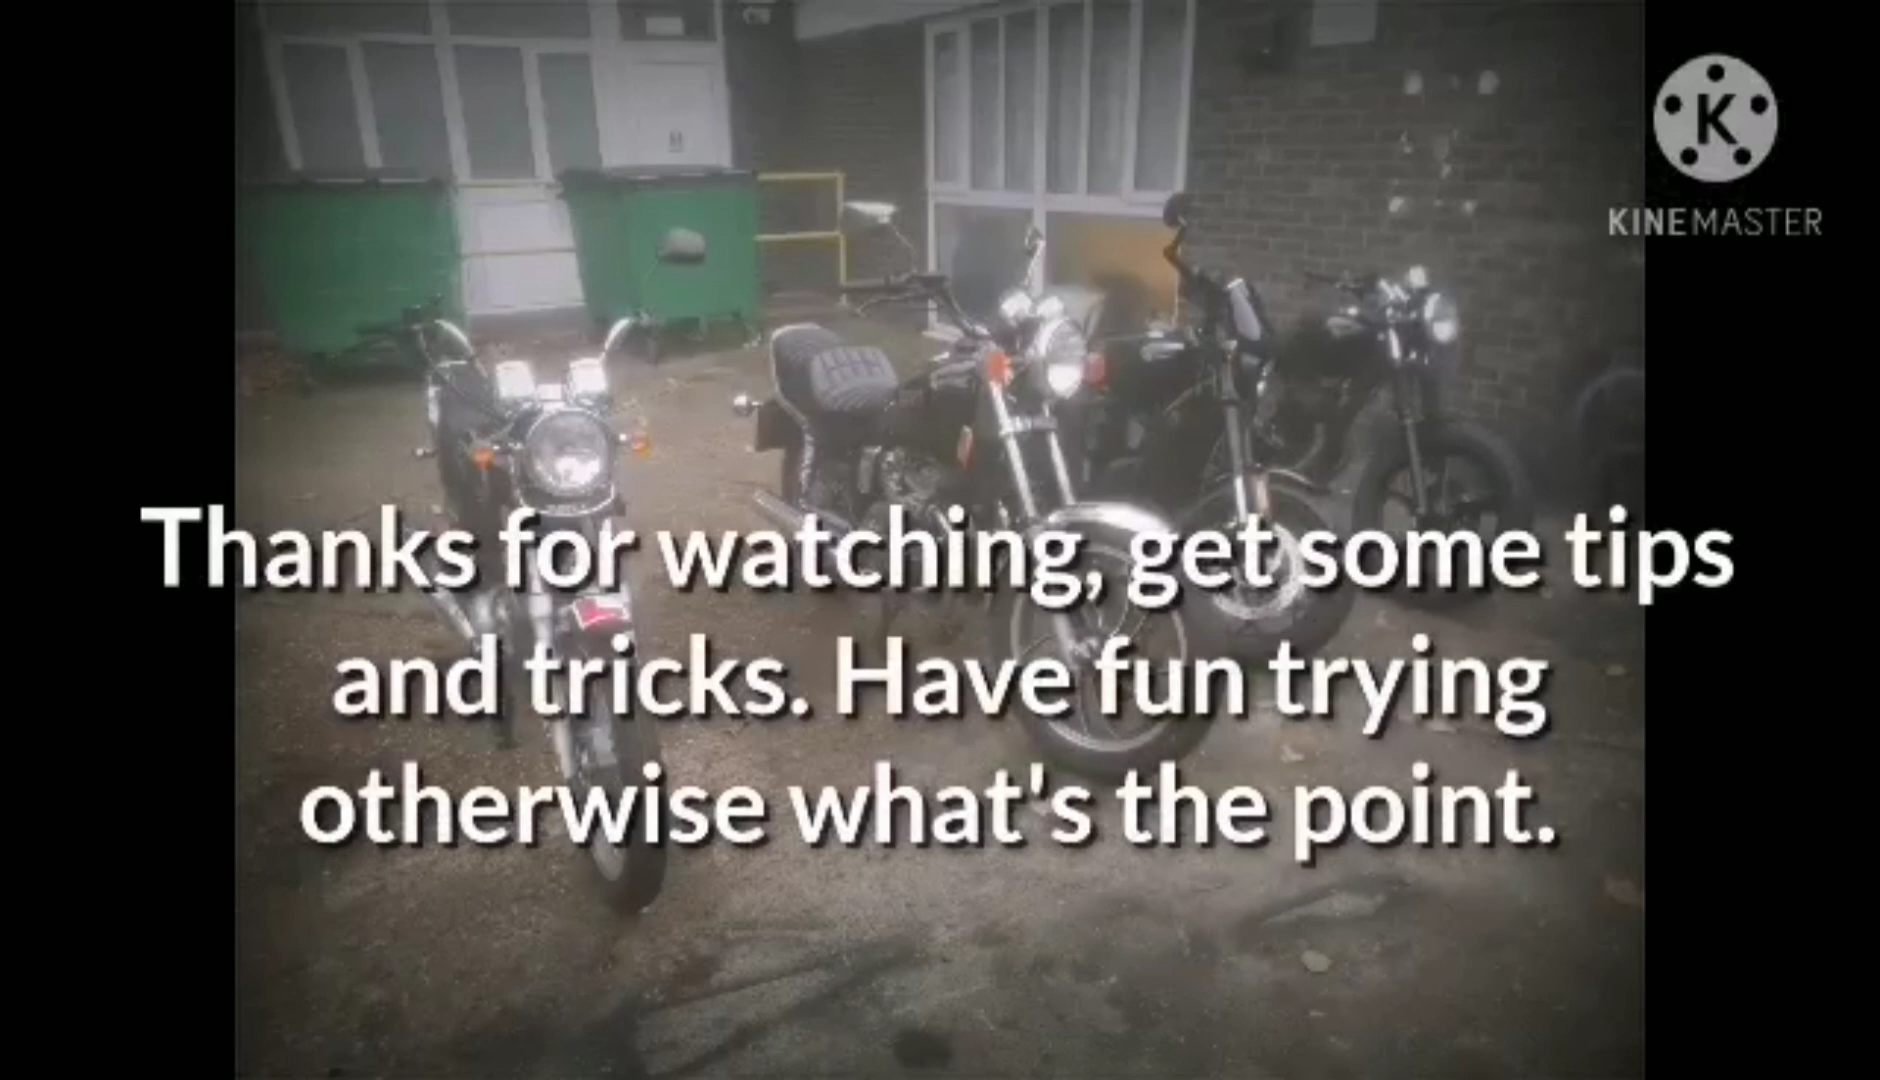 K
KINEMASTER
Thanks for watching, get some tips
and tricks. Have fun trying
otherwise what's the point.